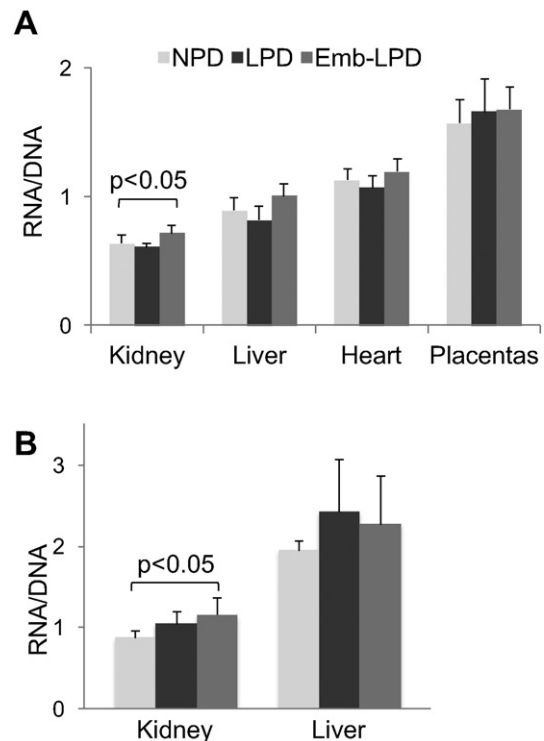 A
NPD LPD Emb-LPD
2
1
0
RNA/DNA
p<0.05
Kidney Liver Heart Placentas
B
3
2
1
0
RNA/DNA
p<0.05
Kidney Liver